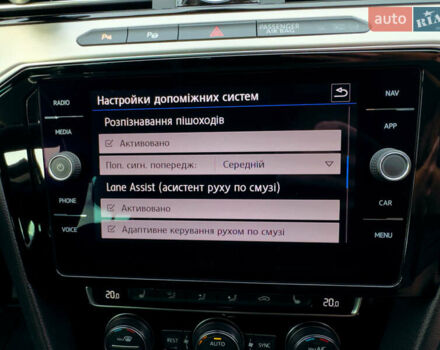 auto RIA
PASSENGER
AIR BAG
RADIO
MEDIA
PHONE
VOICE
Настройки допоміжних систем
Розпізнавання пішоходів
Активовано
Поп. сигн. попередж: Середній
Lane Assist (асистент руху по смузі)
Активовано
Адаптивне керування рухом по смузі
NAV
APP
CAR
MENU
20.0
20.0
REST
AUTO
SYNC